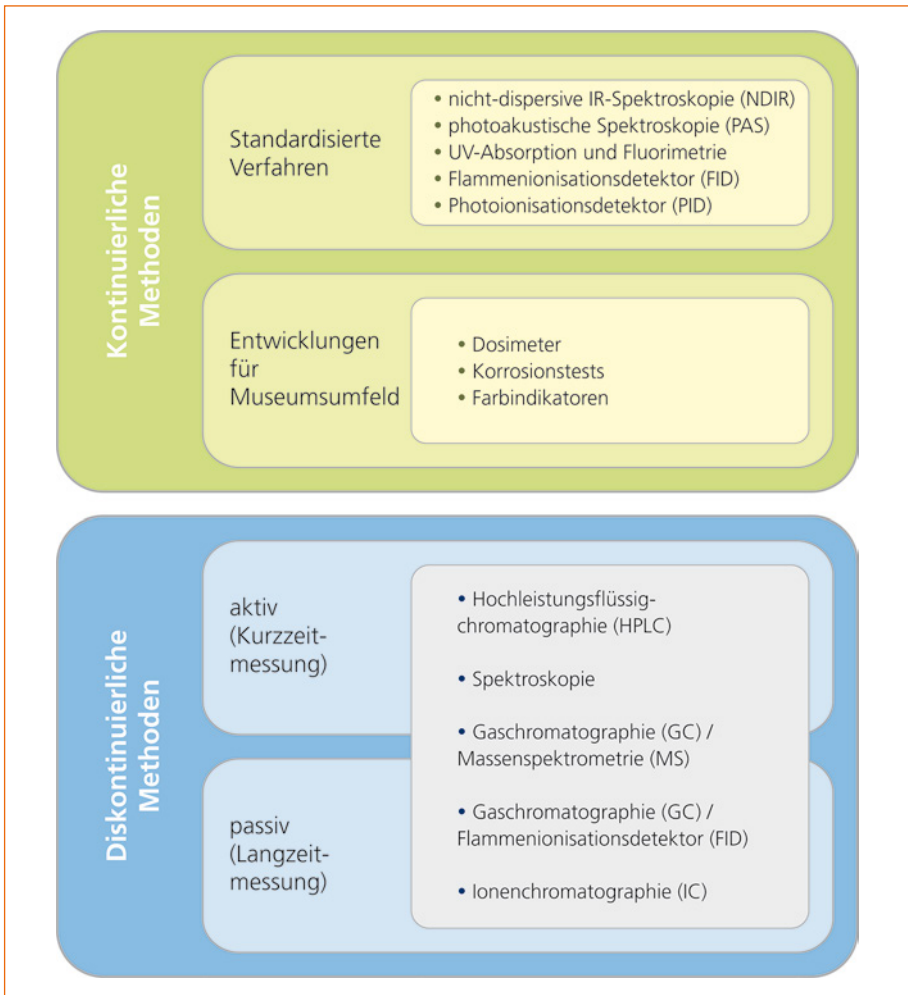 Kontinuierliche
Methoden
Standardisierte
Verfahren
• nicht-dispersive IR-Spektroskopie (NDIR)
• photoakustische Spektroskopie (PAS)
• UV-Absorption und Fluorimetrie
• Flammenionisationsdetektor (FID)
• Photoionisationsdetektor (PID)
Entwicklungen
für
Museumsumfeld
• Dosimeter
• Korrosionstests
• Farbindikatoren
Diskontinuierliche
Methoden
aktiv
(Kurzzeit-
messung)
passiv
(Langzeit-
messung)
• Hochleistungsflüssig-
chromatographie (HPLC)
• Spektroskopie
• Gaschromatographie (GC) /
Massenspektrometrie (MS)
• Gaschromatographie (GC) /
Flammenionisationsdetektor (FID)
• Ionenchromatographie (IC)